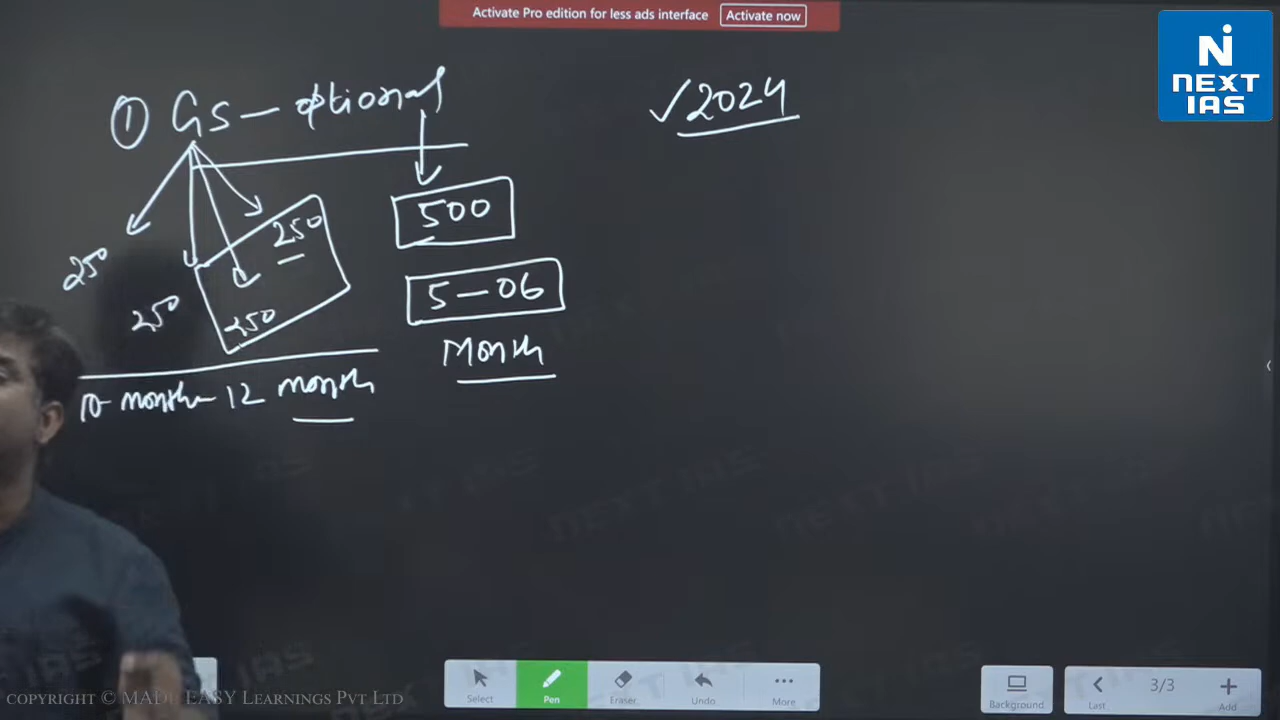 Activate Pro edition for less ads interface Activate now
NEXT IAS
① GS — optional
✓2024
250
250
250
250
500
5 – 06
Month
10 month – 12 month
Select
Pen
Eraser
Undo
More
Background
Last
3/3
Add
COPYRIGHT © MADE EASY LEARNINGS PVT LTD